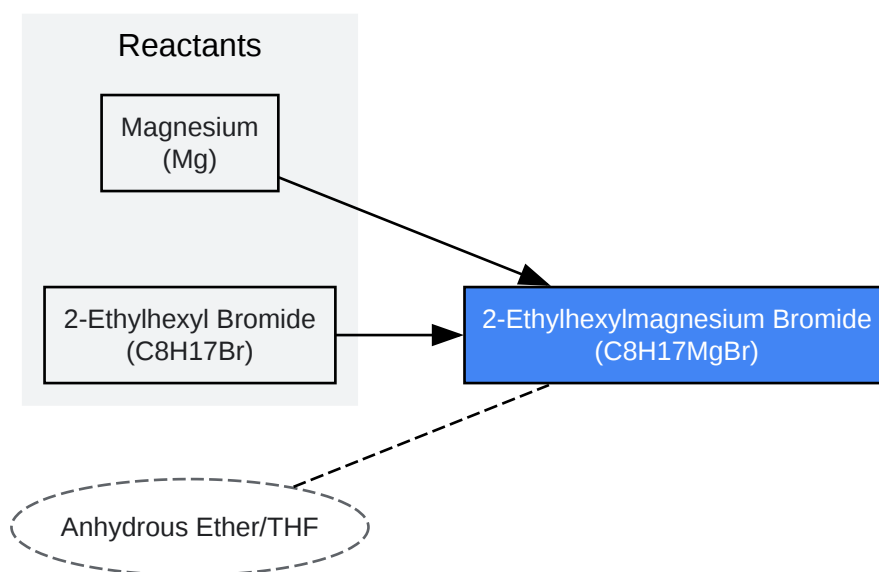 Reactants
Magnesium
(Mg)
2-Ethylhexyl Bromide
(C8H17Br)
2-Ethylhexylmagnesium Bromide
(C8H17MgBr)
Anhydrous Ether/THF